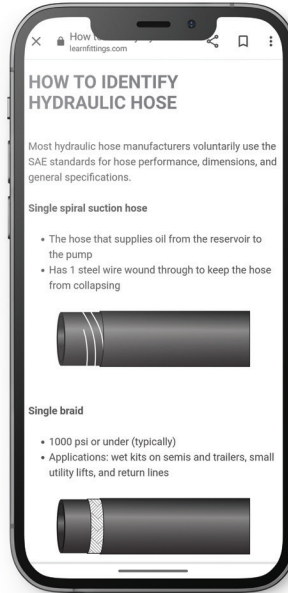 How to
learnfittings.com
HOW TO IDENTIFY
HYDRAULIC HOSE
Most hydraulic hose manufacturers voluntarily use the
SAE standards for hose performance, dimensions, and
general specifications.
Single spiral suction hose
• The hose that supplies oil from the reservoir to
the pump
• Has 1 steel wire wound through to keep the hose
from collapsing
Single braid
• 1000 psi or under (typically)
• Applications: wet kits on semis and trailers, small
utility lifts, and return lines